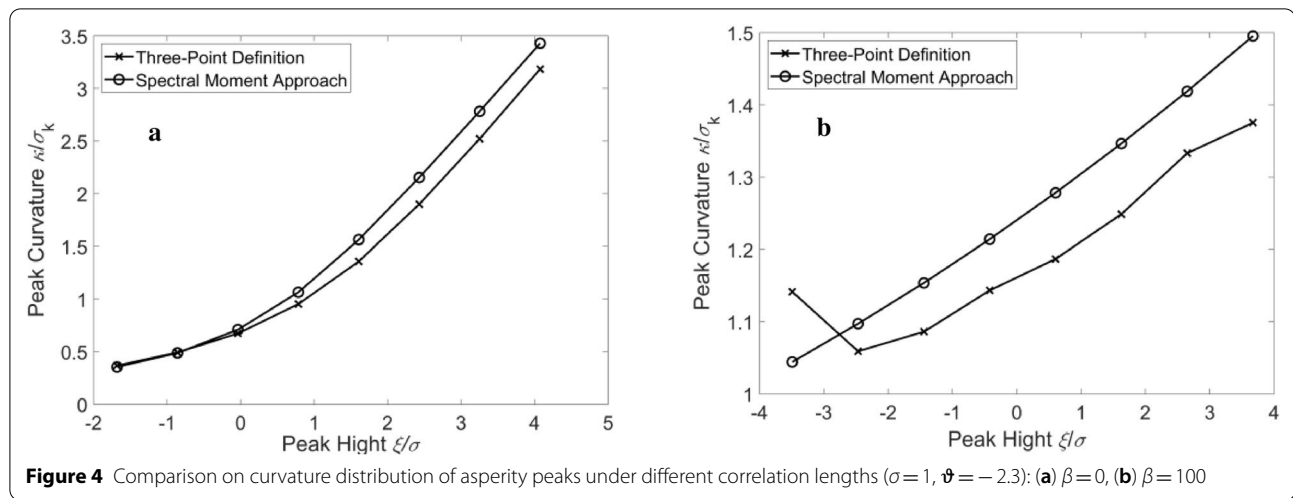 3.5
3
2.5
2
1.5
1
0.5
0
-2
-1
0
1
2
3
4
5
Three-Point Definition
Spectral Moment Approach
a
Peak Curvature κ/σk
Peak Hight ξ/σ
1.5
1.4
1.3
1.2
1.1
1
-4
-3
-2
-1
0
1
2
3
4
Three-Point Definition
Spectral Moment Approach
b
Peak Curvature κ/σk
Peak Hight ξ/σ
Figure 4 Comparison on curvature distribution of asperity peaks under different correlation lengths (σ = 1, ϑ = − 2.3): (a) β = 0, (b) β = 100